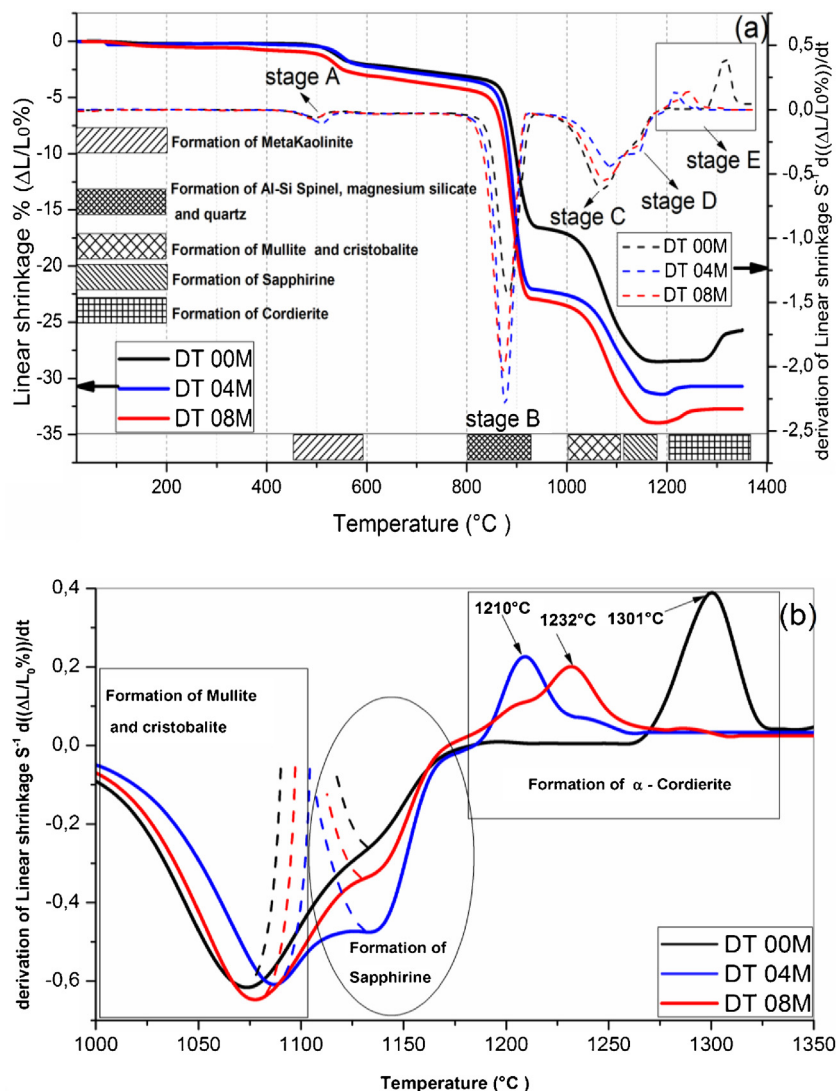 (a)
Linear shrinkage % (ΔL/L0%)
0
-5
-10
-15
-20
-25
-30
-35
stage A
Formation of MetaKaolinite
Formation of Al-Si Spinel, magnesium silicate
and quartz
Formation of Mullite and cristobalite
Formation of Sapphirine
Formation of Cordierite
DT 00M
DT 04M
DT 08M
stage B
stage C
stage D
stage E
DT 00M
DT 04M
DT 08M
0,5
0,0
-0,5
-1,0
-1,5
-2,0
-2,5
derivation of Linear shrinkage S⁻¹ d((ΔL/L0%))/dt
200 400 600 800 1000 1200 1400
Temperature (°C )
(b)
derivation of Linear shrinkage S⁻¹ d((ΔL/L₀%))/dt
0,4
0,2
0,0
-0,2
-0,4
-0,6
1210°C 1232°C 1301°C
Formation of Mullite
and cristobalite
Formation of α - Cordierite
Formation of
Sapphirine
DT 00M
DT 04M
DT 08M
1000 1050 1100 1150 1200 1250 1300 1350
Temperature (°C )